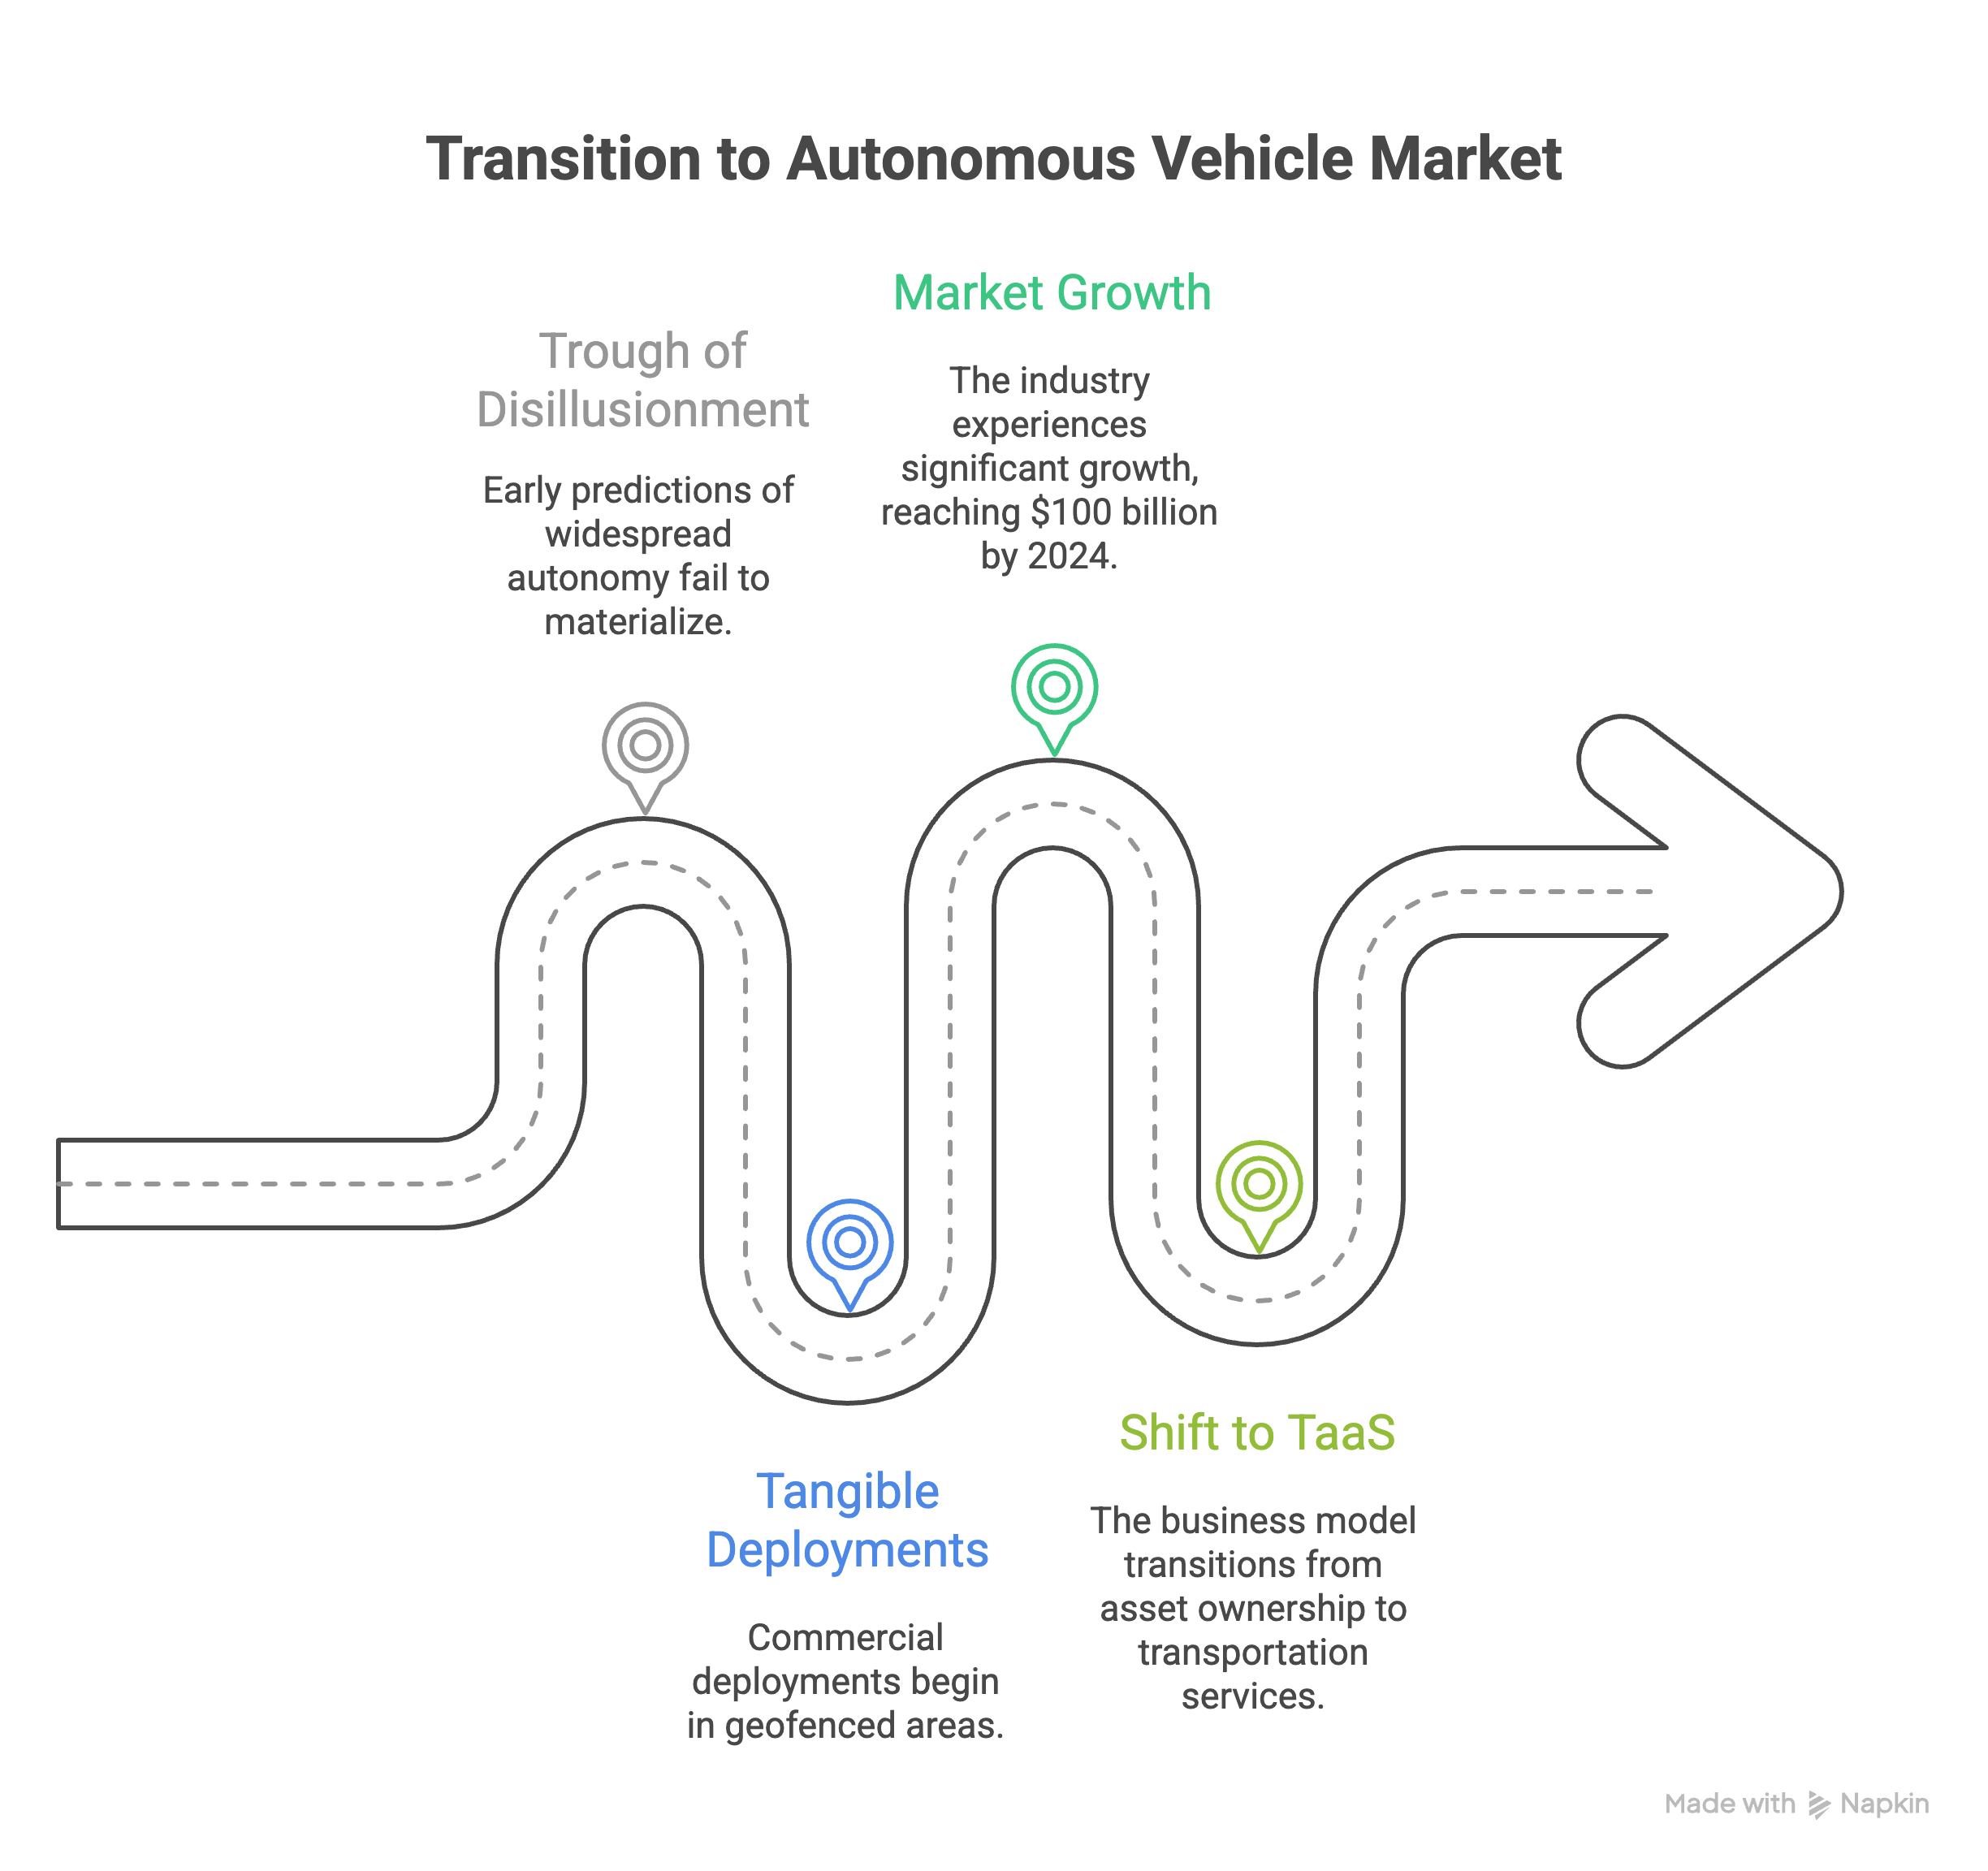 Transition to Autonomous Vehicle Market
Trough of
Disillusionment
Early predictions of
widespread
autonomy fail to
materialize.
Market Growth
The industry
experiences
significant growth,
reaching $100 billion
by 2024.
Tangible
Deployments
Commercial
deployments begin
in geofenced areas.
Shift to TaaS
The business model
transitions from
asset ownership to
transportation
services.
Made with Napkin